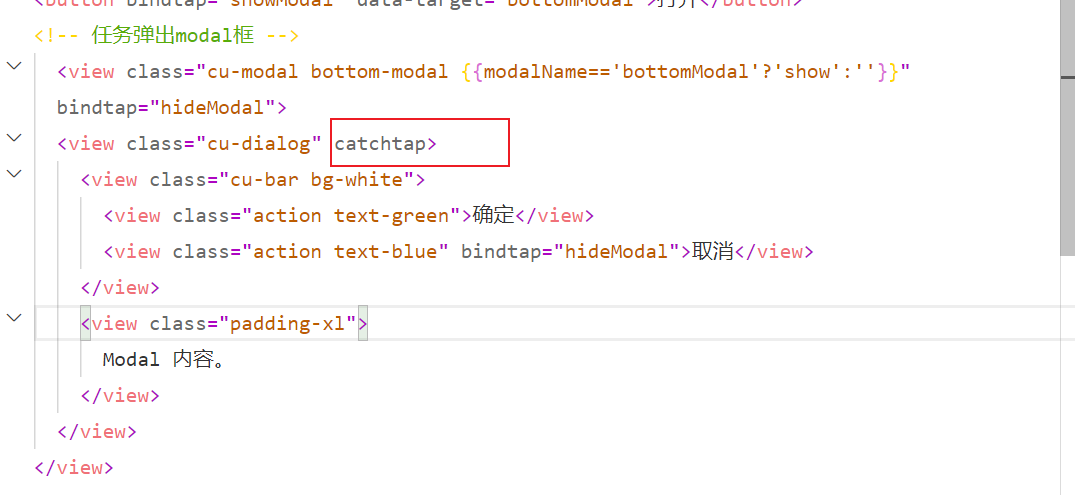 <button bindtap="showModal" data-target="bottomModal">打开</button>
<!-- 任务弹出modal框 -->
<view class="cu-modal bottom-modal {{modalName=='bottomModal'?'show':''}}"
bindtap="hideModal">
<view class="cu-dialog" catchtap>
<view class="cu-bar bg-white">
<view class="action text-green">确定</view>
<view class="action text-blue" bindtap="hideModal">取消</view>
</view>
<view class="padding-xl">
Modal 内容。
</view>
</view>
</view>